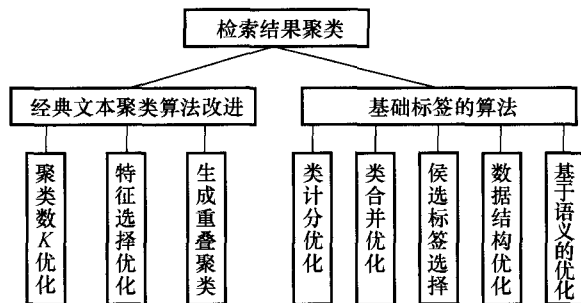 检索结果聚类
经典文本聚类算法改进
基础标签的算法
聚类数K优化
特征选择优化
生成重叠聚类
类计分优化
类合并优化
侯选标签选择
数据结构优化
基于语义的优化